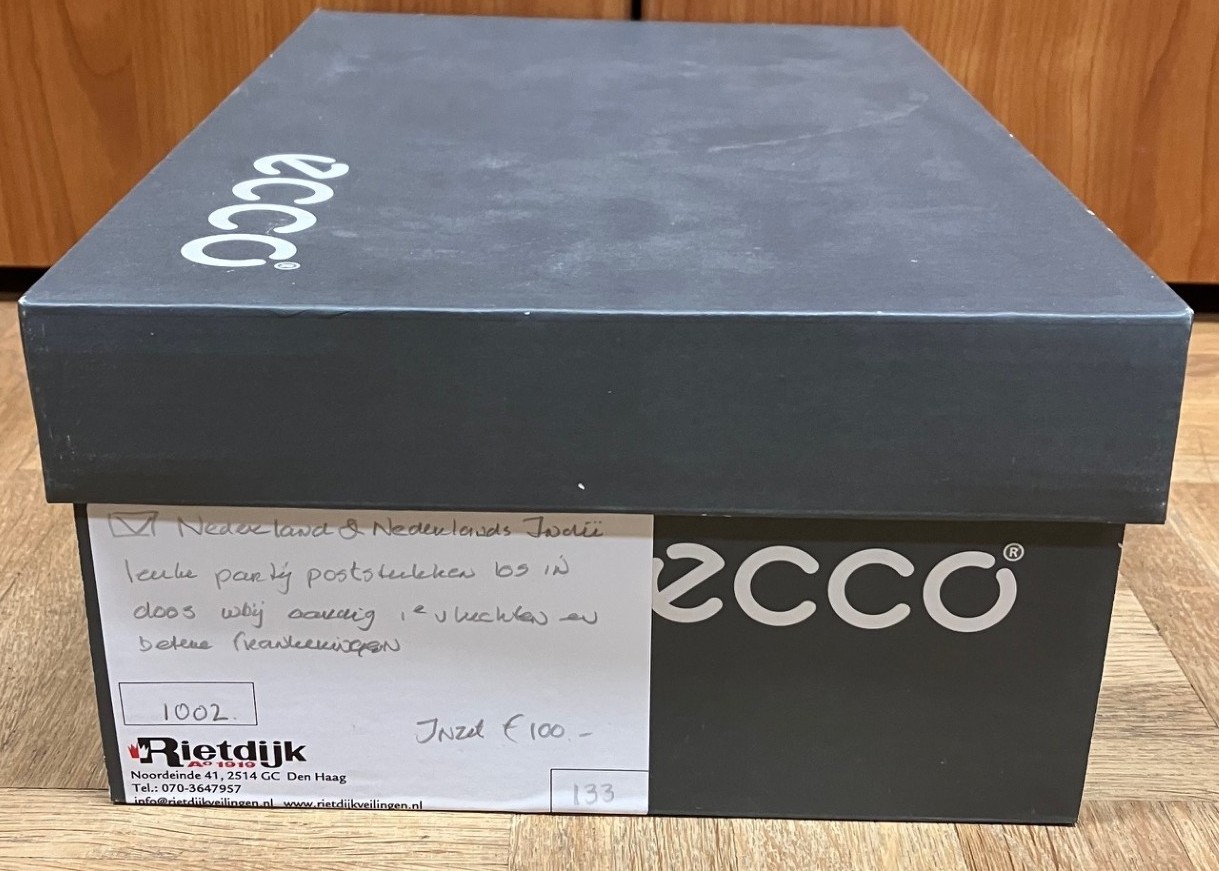 ecco®
Nederland & Nederlands Indië
leuke partij poststukken los in
doos wbij aardig 1e vluchten en
betere frankeringen
ecco®
1002.
Inzet € 100.-
Rietdijk
Ao 1919
Noordeinde 41, 2514 GC Den Haag
Tel.: 070-3647957
133
info@rietdijkveilingen.nl www.rietdijkveilingen.nl